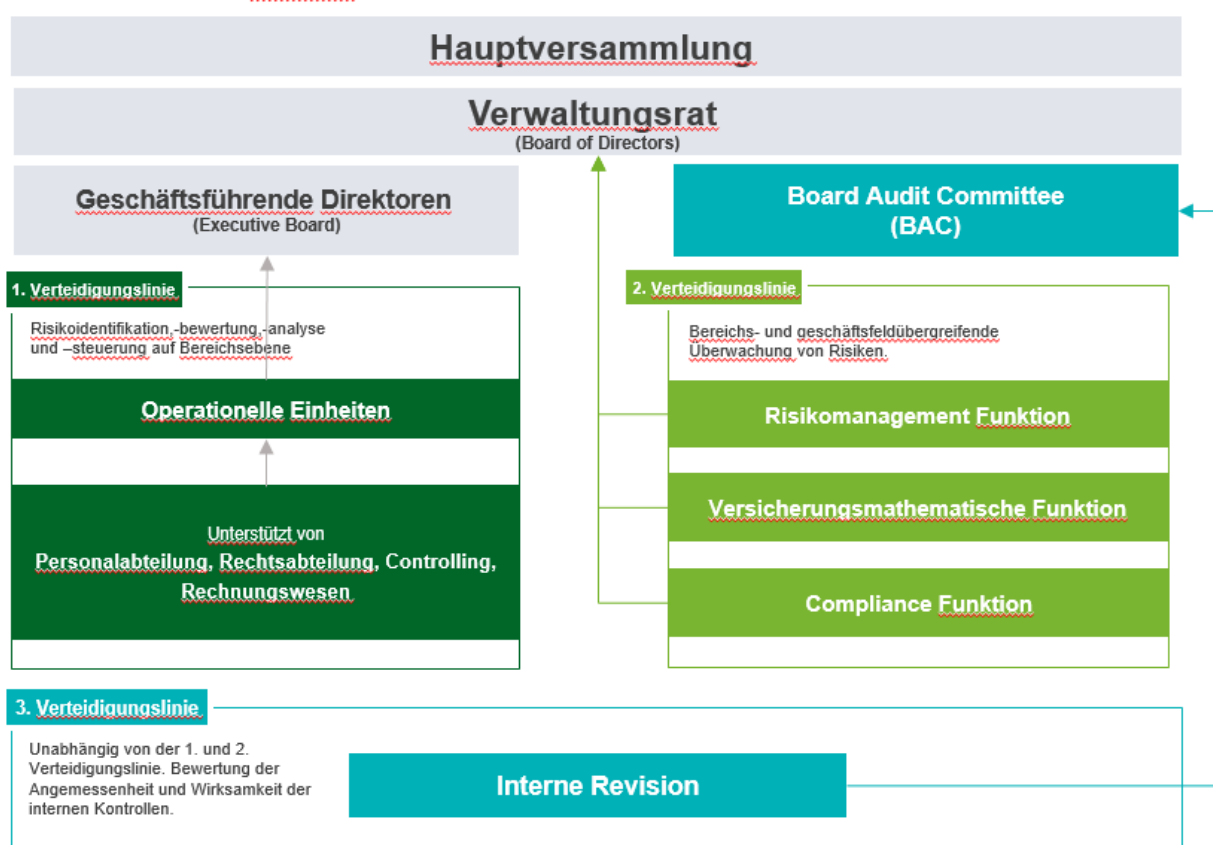 Hauptversammlung
Verwaltungsrat
(Board of Directors)
Geschäftsführende Direktoren
(Executive Board)
Board Audit Committee
(BAC)
1. Verteidigungslinie
Risikoidentifikation,-bewertung,-analyse
und –steuerung auf Bereichsebene
Operationelle Einheiten
Unterstützt von
Personalabteilung, Rechtsabteilung, Controlling,
Rechnungswesen
2. Verteidigungslinie
Bereichs- und geschäftsfeldübergreifende
Überwachung von Risiken.
Risikomanagement Funktion
Versicherungsmathematische Funktion
Compliance Funktion
3. Verteidigungslinie
Unabhängig von der 1. und 2.
Verteidigungslinie. Bewertung der
Angemessenheit und Wirksamkeit der
internen Kontrollen.
Interne Revision